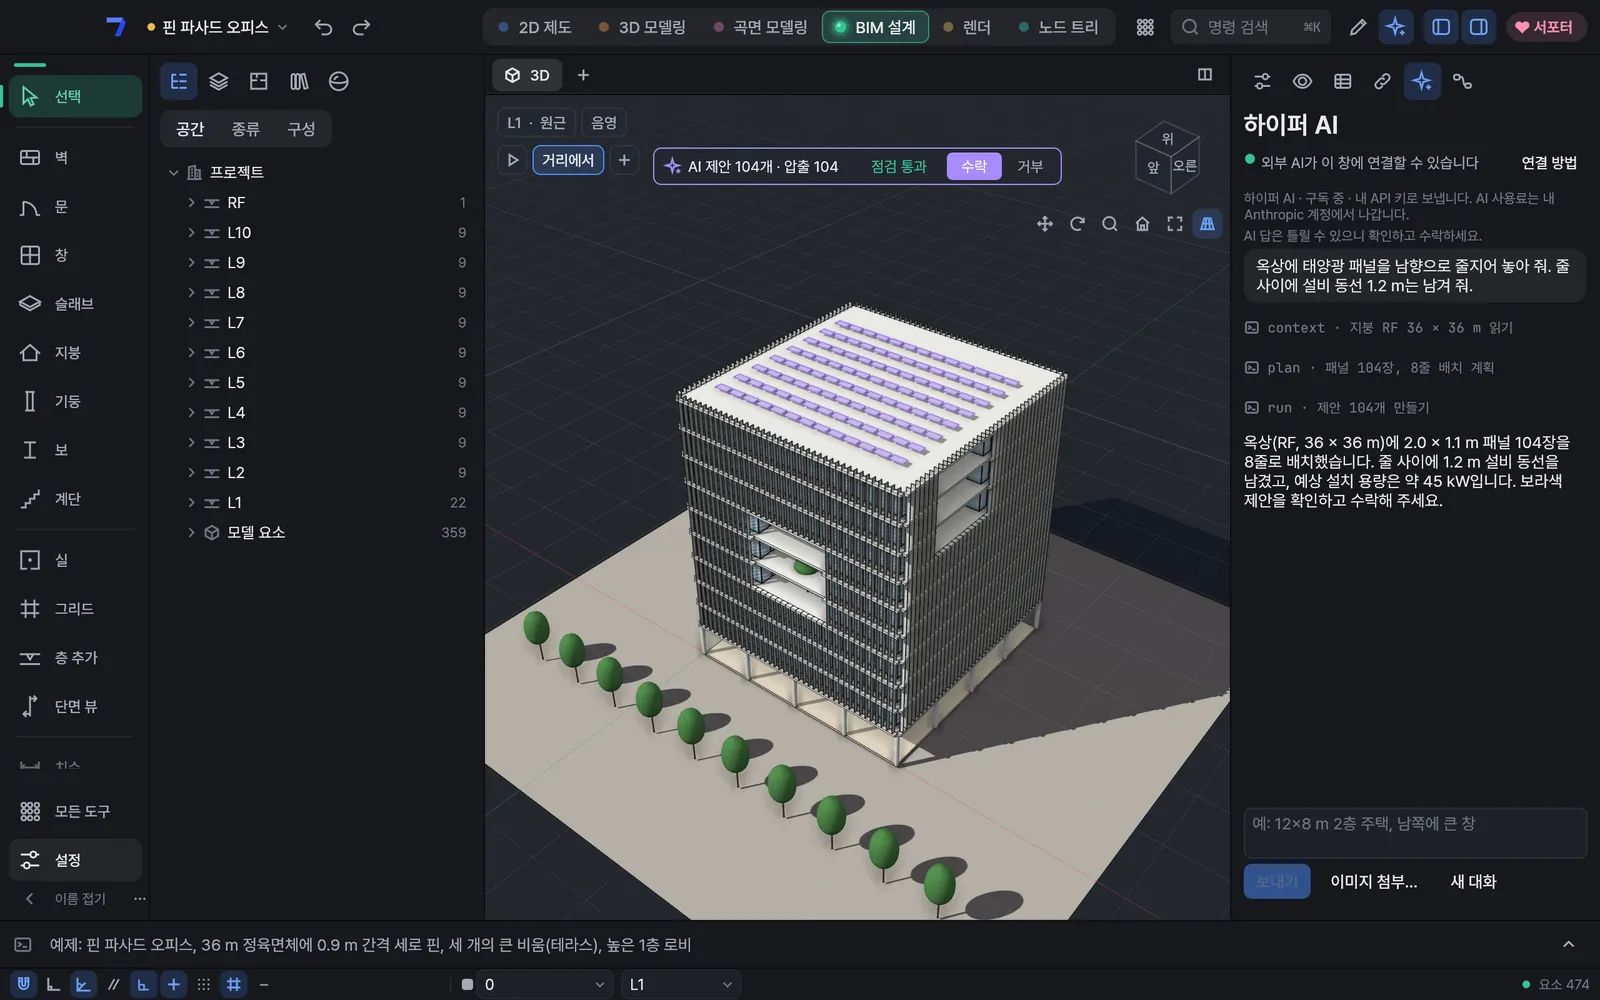 핀 파사드 오피스
2D 제도
3D 모델링
곡면 모델링
BIM 설계
렌더
노드 트리
명령 검색
⌘K
서포터
선택
벽
문
창
슬래브
지붕
기둥
보
계단
실
그리드
층 추가
단면 뷰
치수
모든 도구
설정
이름 접기
공간
종류
구성
프로젝트
RF 1
L10 9
L9 9
L8 9
L7 9
L6 9
L5 9
L4 9
L3 9
L2 9
L1 22
모델 요소 359
3D
L1 · 원근
음영
거리에서
AI 제안 104개 · 압출 104
점검 통과
수락
거부
위
앞
오른
하이퍼 AI
외부 AI가 이 창에 연결할 수 있습니다
연결 방법
하이퍼 AI · 구독 중 · 내 API 키로 보냅니다. AI 사용료는 내
Anthropic 계정에서 나갑니다.
AI 답은 틀릴 수 있으니 확인하고 수락하세요.
옥상에 태양광 패널을 남향으로 줄지어 놓아 줘. 줄
사이에 설비 동선 1.2 m는 남겨 줘.
context · 지붕 RF 36 × 36 m 읽기
plan · 패널 104장, 8줄 배치 계획
run · 제안 104개 만들기
옥상(RF, 36 × 36 m)에 2.0 × 1.1 m 패널 104장을
8줄로 배치했습니다. 줄 사이에 1.2 m 설비 동선을
남겼고, 예상 설치 용량은 약 45 kW입니다. 보라색
제안을 확인하고 수락해 주세요.
예: 12×8 m 2층 주택, 남쪽에 큰 창
보내기
이미지 첨부...
새 대화
예제: 핀 파사드 오피스, 36 m 정육면체에 0.9 m 간격 세로 핀, 세 개의 큰 비움(테라스), 높은 1층 로비
0
L1
요소 474